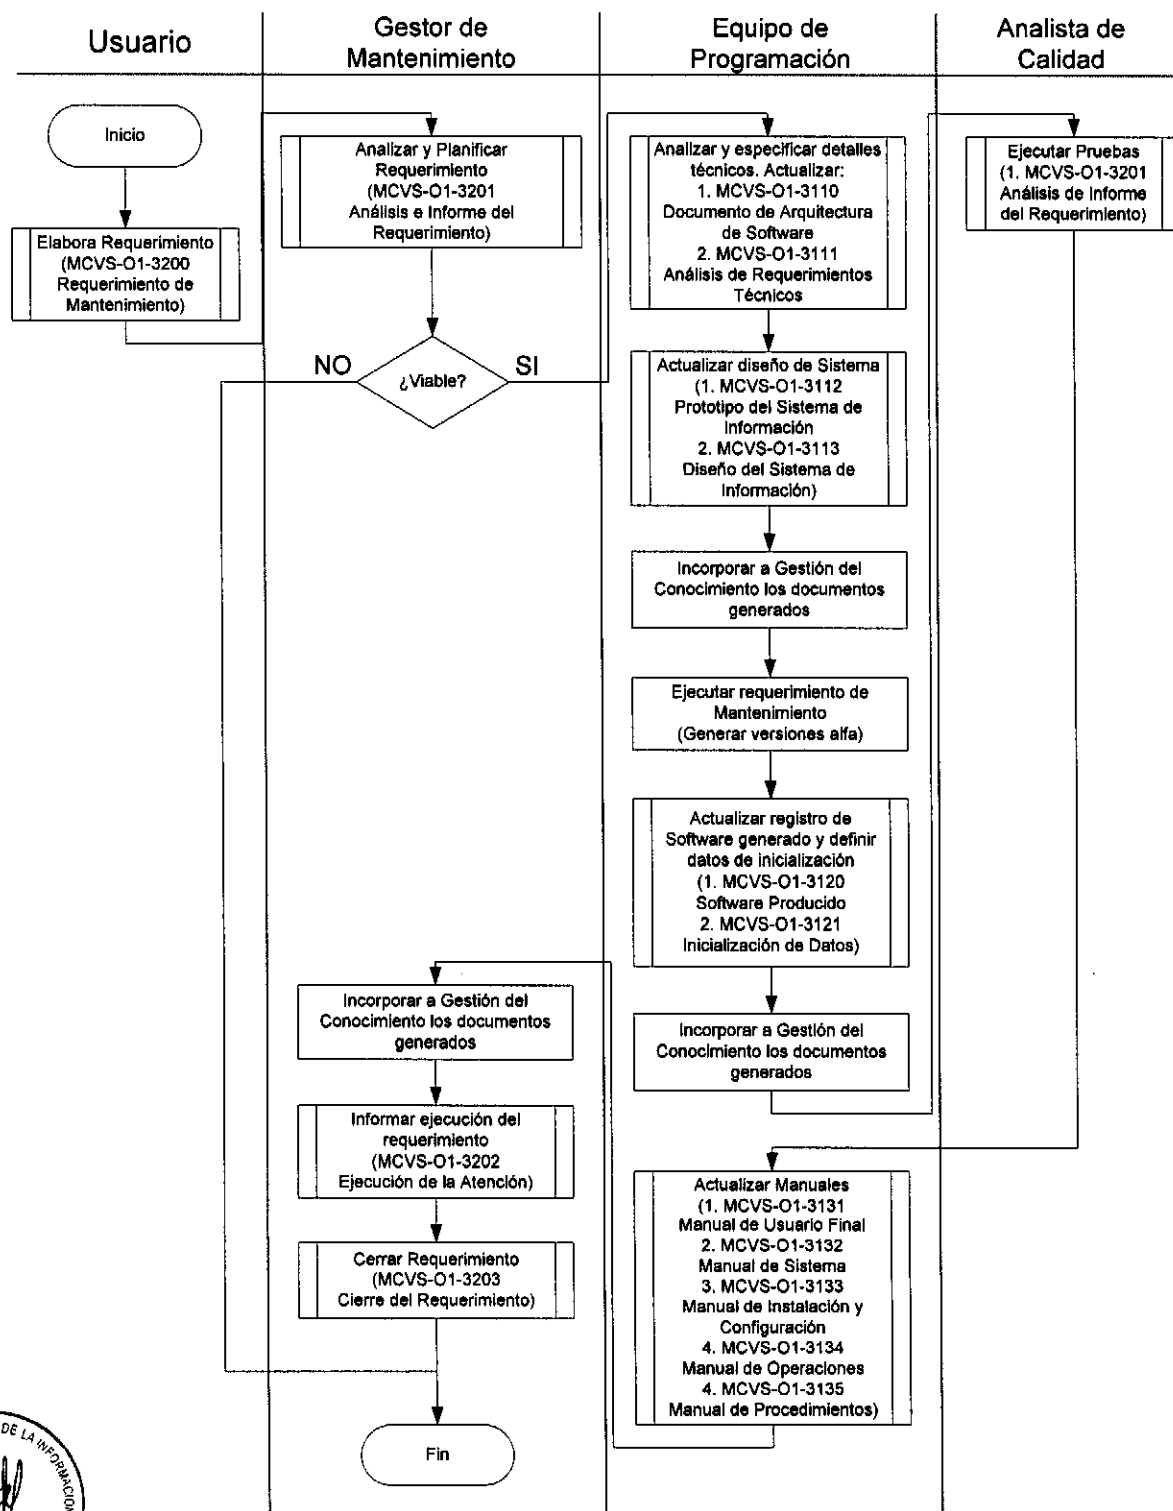 Usuario
Gestor de
Mantenimiento
Equipo de
Programación
Analista de
Calidad
Inicio
Elabora Requerimiento
(MCVS-O1-3200
Requerimiento de
Mantenimiento)
Analizar y Planificar
Requerimiento
(MCVS-O1-3201
Análisis e Informe del
Requerimiento)
¿Viable?
NO
SI
Analizar y especificar detalles
técnicos. Actualizar:
1. MCVS-O1-3110
Documento de Arquitectura
de Software
2. MCVS-O1-3111
Análisis de Requerimientos
Técnicos
Actualizar diseño de Sistema
(1. MCVS-O1-3112
Prototipo del Sistema de
Información
2. MCVS-O1-3113
Diseño del Sistema de
Información)
Incorporar a Gestión del
Conocimiento los documentos
generados
Ejecutar requerimiento de
Mantenimiento
(Generar versiones alfa)
Actualizar registro de
Software generado y definir
datos de inicialización
(1. MCVS-O1-3120
Software Producido
2. MCVS-O1-3121
Inicialización de Datos)
Incorporar a Gestión del
Conocimiento los documentos
generados
Ejecutar Pruebas
(1. MCVS-O1-3201
Análisis de Informe
del Requerimiento)
Actualizar Manuales
(1. MCVS-O1-3131
Manual de Usuario Final
2. MCVS-O1-3132
Manual de Sistema
3. MCVS-O1-3133
Manual de Instalación y
Configuración
4. MCVS-O1-3134
Manual de Operaciones
4. MCVS-O1-3135
Manual de Procedimientos)
Incorporar a Gestión del
Conocimiento los documentos
generados
Informar ejecución del
requerimiento
(MCVS-O1-3202
Ejecución de la Atención)
Cerrar Requerimiento
(MCVS-O1-3203
Cierre del Requerimiento)
Fin
DE LA INFORMACION